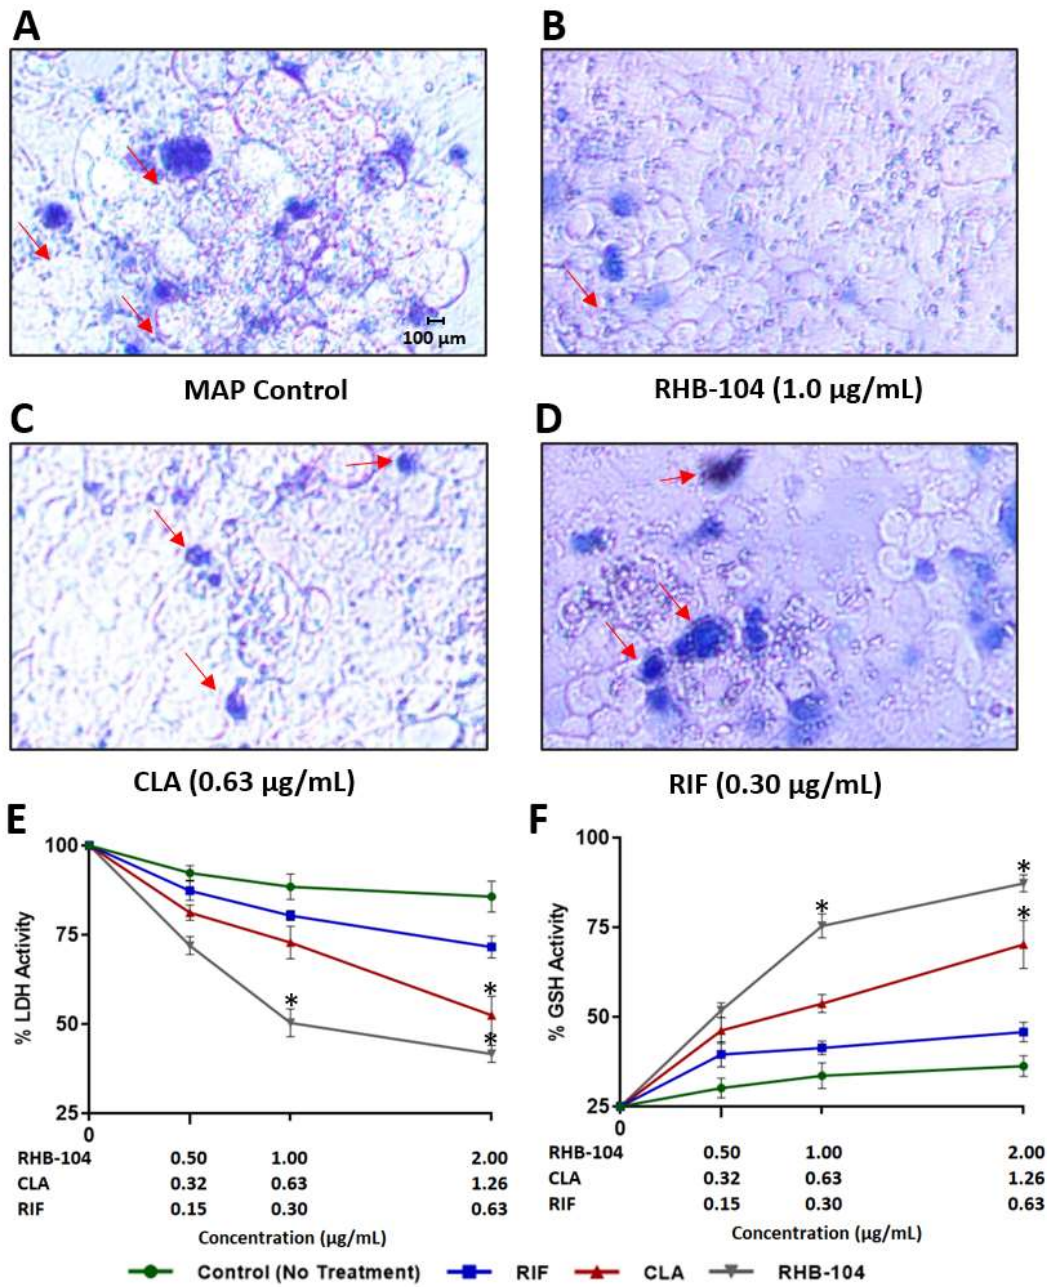 A
B
100 µm
MAP Control
RHB-104 (1.0 µg/mL)
C
D
CLA (0.63 µg/mL)
RIF (0.30 µg/mL)
E
% LDH Activity
100
75
50
25
0
*
*
*
RHB-104 0.50 1.00 2.00
CLA 0.32 0.63 1.26
RIF 0.15 0.30 0.63
Concentration (µg/mL)
F
% GSH Activity
100
75
50
25
0
*
*
*
RHB-104 0.50 1.00 2.00
CLA 0.32 0.63 1.26
RIF 0.15 0.30 0.63
Concentration (µg/mL)
Control (No Treatment) RIF CLA RHB-104